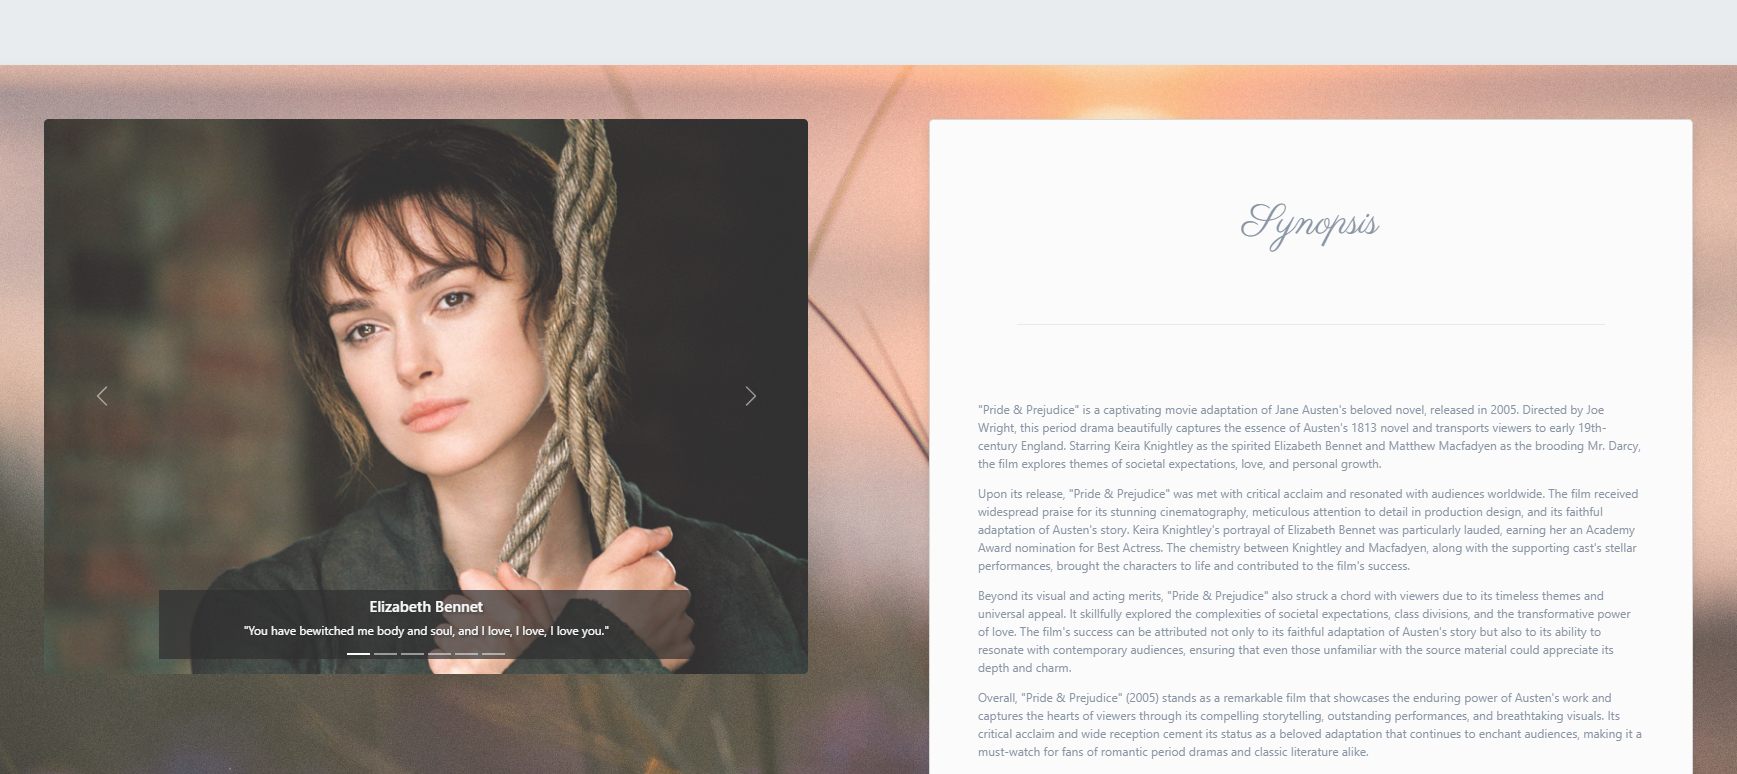 Elizabeth Bennet
"You have bewitched me body and soul, and I love, I love, I love you."
Synopsis
"Pride & Prejudice" is a captivating movie adaptation of Jane Austen's beloved novel, released in 2005. Directed by Joe
Wright, this period drama beautifully captures the essence of Austen's 1813 novel and transports viewers to early 19th-
century England. Starring Keira Knightley as the spirited Elizabeth Bennet and Matthew Macfadyen as the brooding Mr. Darcy,
the film explores themes of societal expectations, love, and personal growth.
Upon its release, "Pride & Prejudice" was met with critical acclaim and resonated with audiences worldwide. The film received
widespread praise for its stunning cinematography, meticulous attention to detail in production design, and its faithful
adaptation of Austen's story. Keira Knightley's portrayal of Elizabeth Bennet was particularly lauded, earning her an Academy
Award nomination for Best Actress. The chemistry between Knightley and Macfadyen, along with the supporting cast's stellar
performances, brought the characters to life and contributed to the film's success.
Beyond its visual and acting merits, "Pride & Prejudice" also struck a chord with viewers due to its timeless themes and
universal appeal. It skillfully explored the complexities of societal expectations, class divisions, and the transformative power
of love. The film's success can be attributed not only to its faithful adaptation of Austen's story but also to its ability to
resonate with contemporary audiences, ensuring that even those unfamiliar with the source material could appreciate its
depth and charm.
Overall, "Pride & Prejudice" (2005) stands as a remarkable film that showcases the enduring power of Austen's work and
captures the hearts of viewers through its compelling storytelling, outstanding performances, and breathtaking visuals. Its
critical acclaim and wide reception cement its status as a beloved adaptation that continues to enchant audiences, making it a
must-watch for fans of romantic period dramas and classic literature alike.